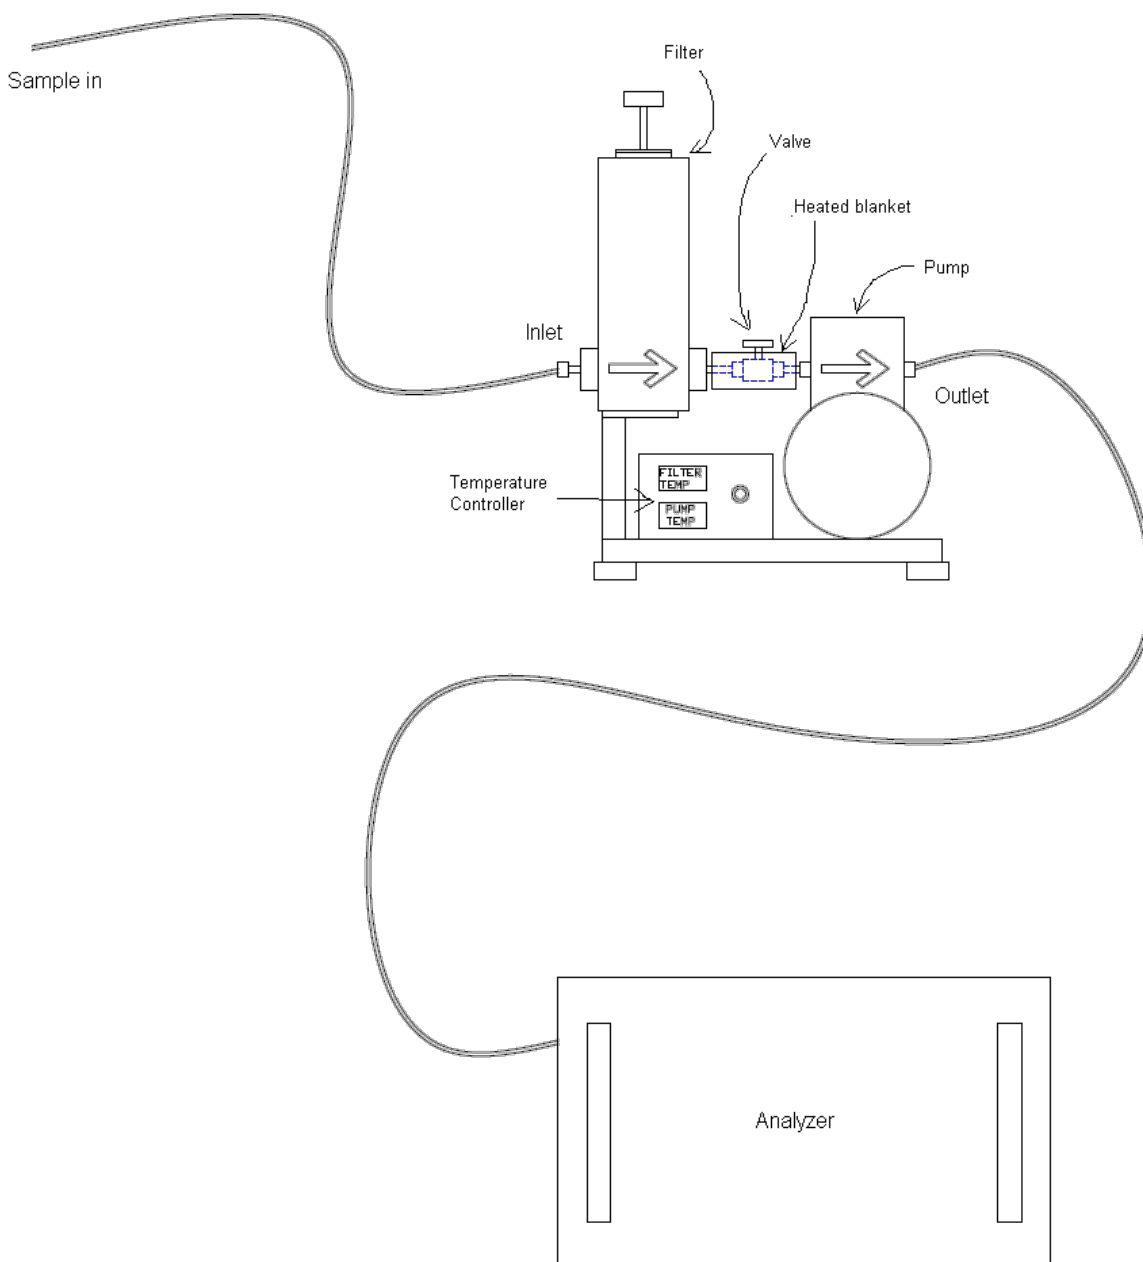 Sample in
Filter
Valve
Heated blanket
Pump
Inlet
Outlet
Temperature
Controller
FILTER
TEMP
PUMP
TEMP
Analyzer